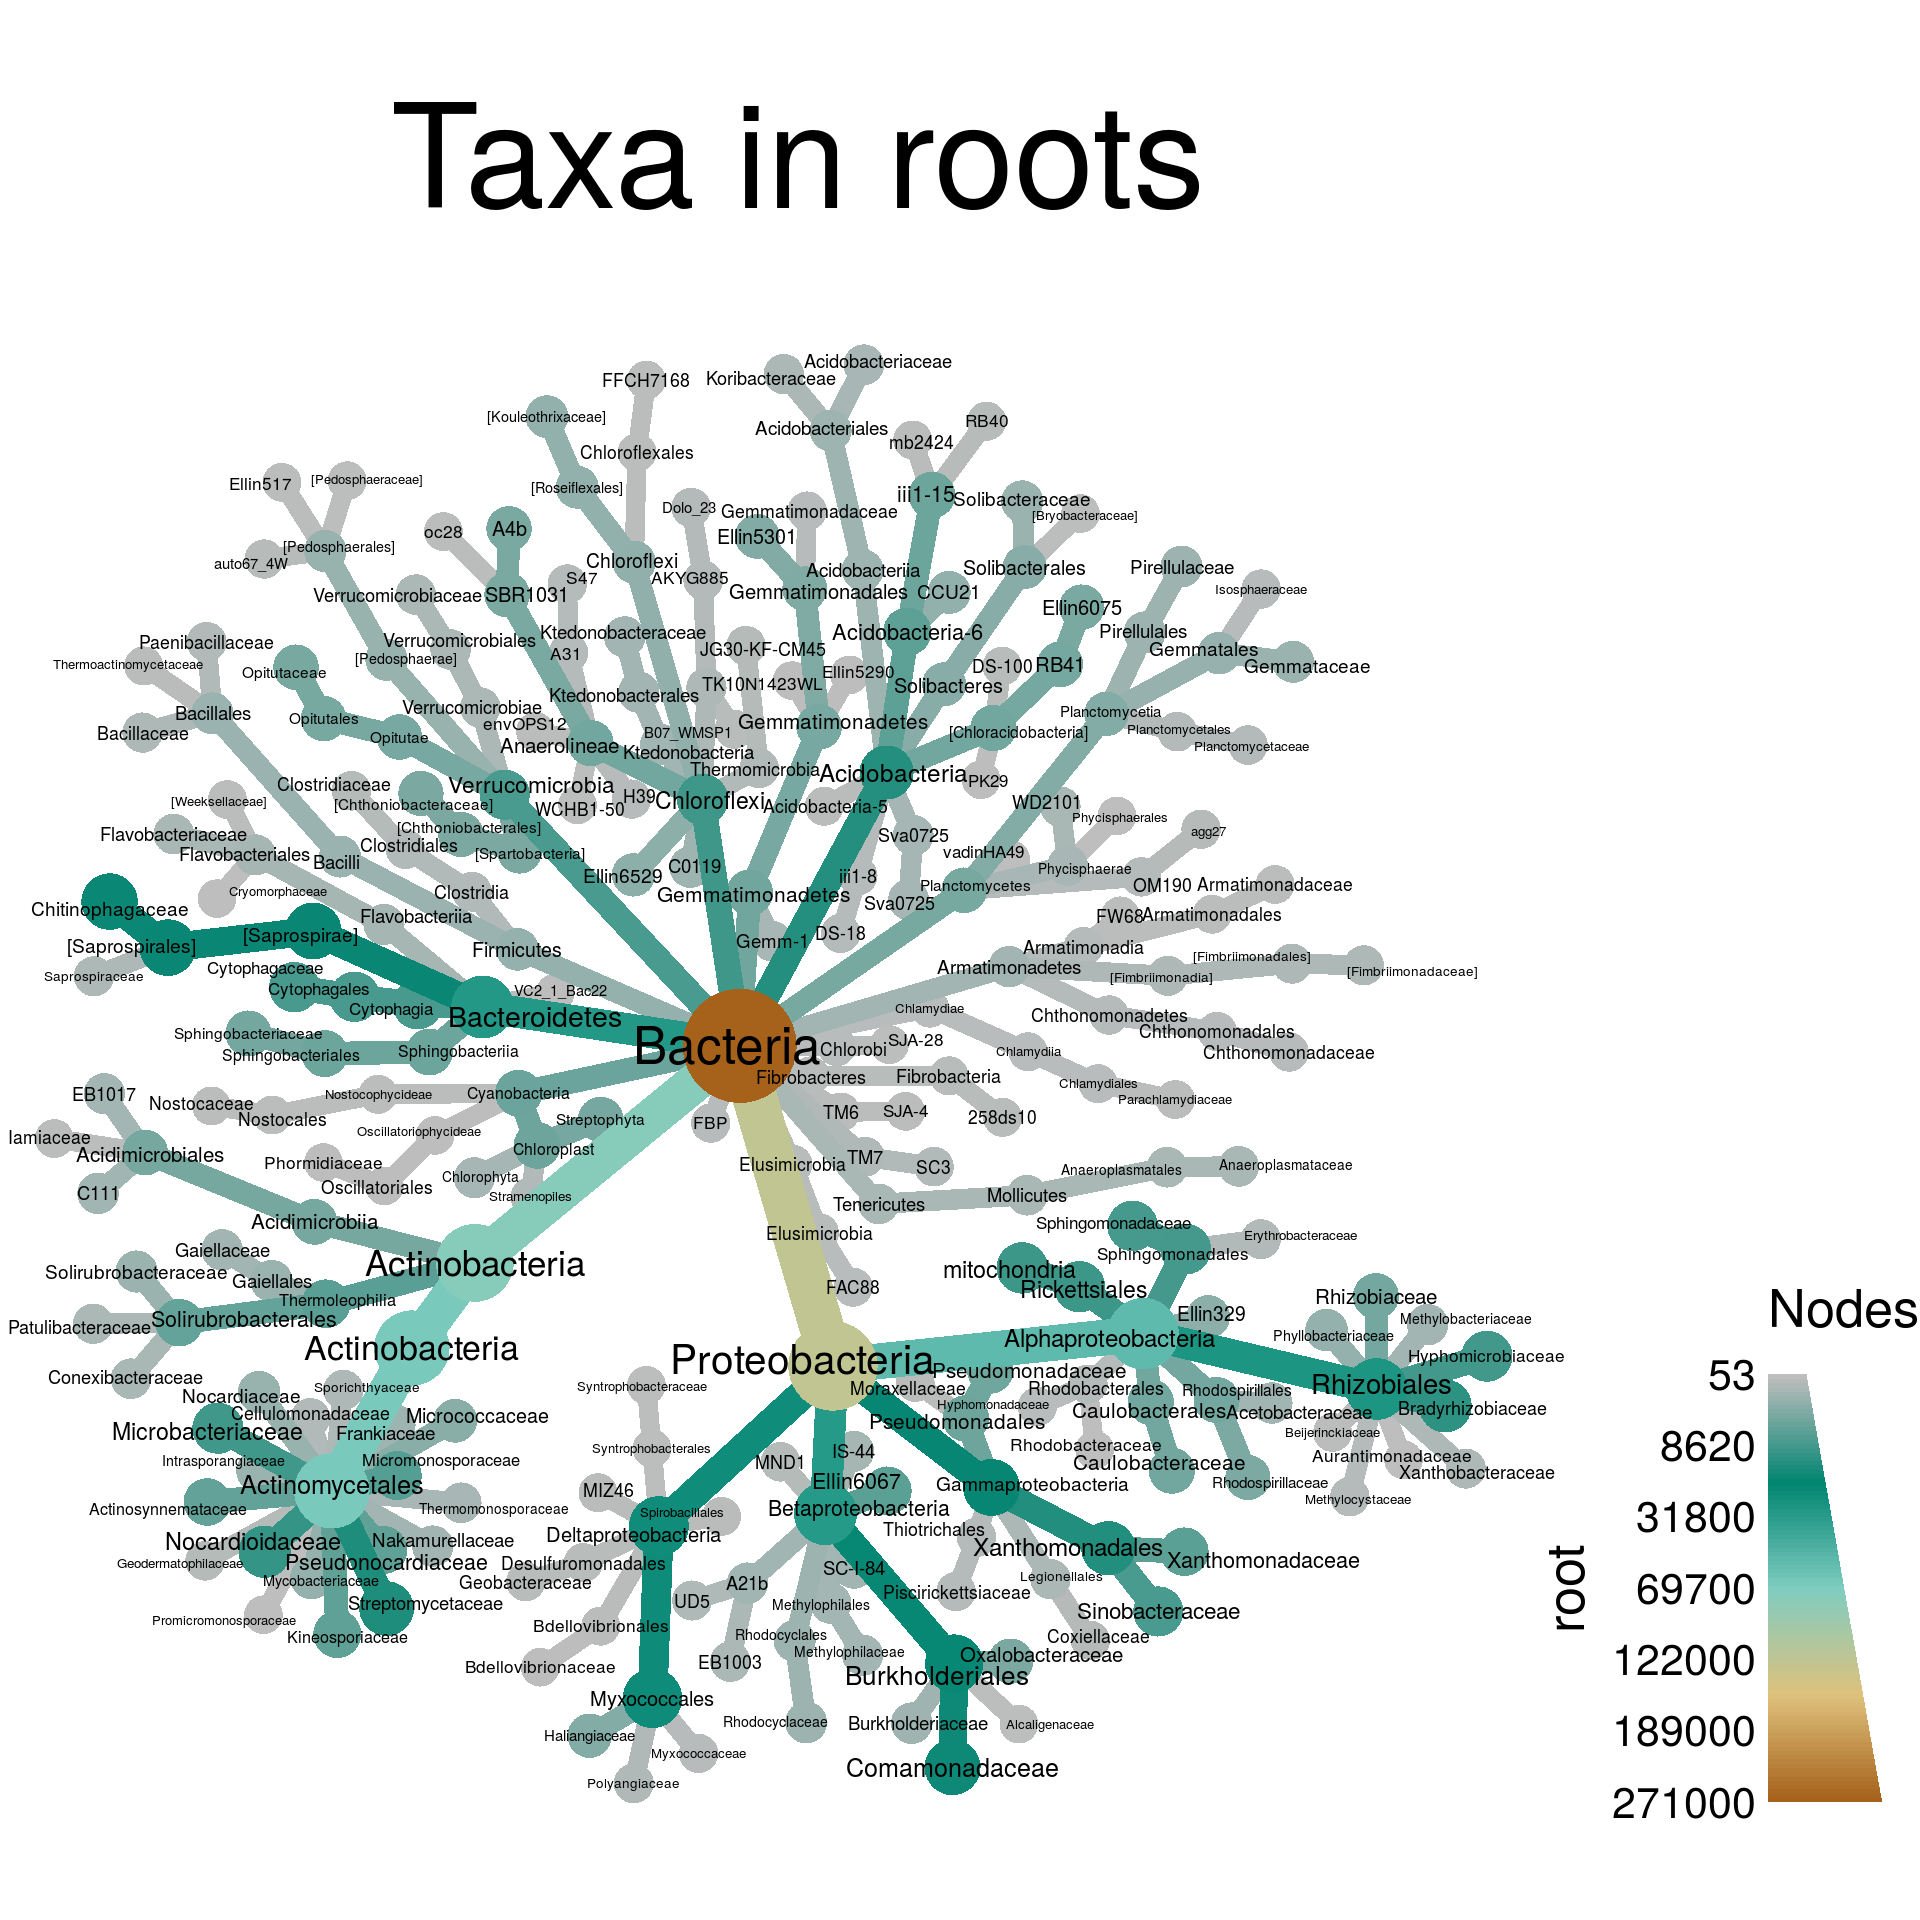 Taxa in roots
Acidobacteriaceae
FFCH7168
Koribacteraceae
[Kouleothrixaceae]
RB40
Acidobacteriales
mb2424
Chloroflexales
Ellin517
[Pedosphaeraceae]
[Roseiflexales]
iii1-15
Solibacteraceae
Dolo_23
Gemmatimonadaceae
[Bryobacteraceae]
oc28
A4b
Ellin5301
[Pedosphaerales]
auto67_4W
Chloroflexi
Acidobacteriia
Solibacterales
Pirellulaceae
S47
AKYG885
Isosphaeraceae
Verrucomicrobiaceae
SBR1031
Gemmatimonadales
CCU21
Ellin6075
Paenibacillaceae
Verrucomicrobiales
Ktedonobacteraceae
Acidobacteria-6
Pirellulales
[Pedosphaerae]
A31
JG30-KF-CM45
Gemmatales
Thermoactinomycetaceae
Opitutaceae
Ellin5290
DS-100
RB41
Gemmataceae
Ktedonobacterales
TK10
N1423WL
Solibacteres
Bacillales
Opitutales
Verrucomicrobiae
envOPS12
Gemmatimonadetes
Planctomycetia
Bacillaceae
Opitutae
Anaerolineae
B07_WMSP1
[Chloracidobacteria]
Planctomycetales
Planctomycetaceae
Ktedonobacteria
Thermomicrobia
Acidobacteria
PK29
Clostridiaceae
Verrucomicrobia
[Weeksellaceae]
[Chthoniobacteraceae]
WCHB1-50
H39
Chloroflexi
Acidobacteria-5
WD2101
Phycisphaerales
Flavobacteriaceae
[Chthoniobacterales]
Sva0725
agg27
Flavobacteriales
Bacilli
Clostridiales
[Spartobacteria]
vadinHA49
Phycisphaerae
Cryomorphaceae
Clostridia
Ellin6529
C0119
iii1-8
Planctomycetes
OM190
Armatimonadaceae
Chitinophagaceae
Flavobacteriia
Gemmatimonadetes
Sva0725
FW68
Armatimonadales
[Saprospirales]
[Saprospirae]
Firmicutes
Gemm-1
DS-18
Armatimonadia
[Fimbriimonadales]
Saprospiraceae
Cytophagaceae
Armatimonadetes
[Fimbriimonadia]
[Fimbriimonadaceae]
Cytophagales
Cytophagia
VC2_1_Bac22
Bacteroidetes
Chlamydiae
Chthonomonadetes
Sphingobacteriaceae
Chthonomonadales
Sphingobacteriales
Sphingobacteriia
Bacteria
Chlorobi
SJA-28
Chlamydiia
Chthonomonadaceae
EB1017
Nostocaceae
Nostocophycideae
Cyanobacteria
Fibrobacteres
Fibrobacteria
Chlamydiales
Parachlamydiaceae
Nostocales
Streptophyta
FBP
TM6
SJA-4
258ds10
Iamiaceae
Acidimicrobiales
Oscillatoriophycideae
Chloroplast
Phormidiaceae
Chlorophyta
Elusimicrobia
TM7
SC3
Anaeroplasmatales
Anaeroplasmataceae
C111
Oscillatoriales
Stramenopiles
Tenericutes
Mollicutes
Acidimicrobiia
Elusimicrobia
Sphingomonadaceae
Erythrobacteraceae
Gaiellaceae
Actinobacteria
Sphingomonadales
Solirubrobacteraceae
Gaiellales
FAC88
mitochondria
Rickettsiales
Thermoleophilia
Ellin329
Rhizobiaceae
Nodes
Patulibacteraceae
Solirubrobacterales
Alphaproteobacteria
Phyllobacteriaceae
Methylobacteriaceae
Actinobacteria
Proteobacteria
Hyphomicrobiaceae
Conexibacteraceae
Sporichthyaceae
Syntrophobacteraceae
Pseudomonadaceae
Rhizobiales
53
Nocardiaceae
Moraxellaceae
Rhodobacterales
Rhodospirillales
Cellulomonadaceae
Micrococcaceae
Hyphomonadaceae
Caulobacterales
Acetobacteraceae
Bradyrhizobiaceae
Microbacteriaceae
Frankiaceae
Pseudomonadales
Beijerinckiaceae
Intrasporangiaceae
Micromonosporaceae
Syntrophobacterales
IS-44
Rhodobacteraceae
8620
MND1
Caulobacteraceae
Aurantimonadaceae
Actinomycetales
Ellin6067
Gammaproteobacteria
Rhodospirillaceae
Xanthobacteraceae
Actinosynnemataceae
Thermomonosporaceae
MIZ46
Spirobacillales
Betaproteobacteria
Methylocystaceae
31800
Nocardioidaceae
Nakamurellaceae
Deltaproteobacteria
Thiotrichales
Xanthomonadales
Geodermatophilaceae
Pseudonocardiaceae
Desulfuromonadales
SC-I-84
Legionellales
Xanthomonadaceae
Mycobacteriaceae
Geobacteraceae
A21b
Piscirickettsiaceae
root
69700
Streptomycetaceae
UD5
Methylophilales
Sinobacteraceae
Promicromonosporaceae
Bdellovibrionales
Kineosporiaceae
Rhodocyclales
Coxiellaceae
Methylophilaceae
Oxalobacteraceae
122000
Bdellovibrionaceae
EB1003
Burkholderiales
Myxococcales
Rhodocyclaceae
Burkholderiaceae
Alcaligenaceae
189000
Haliangiaceae
Myxococcaceae
Comamonadaceae
Polyangiaceae
271000